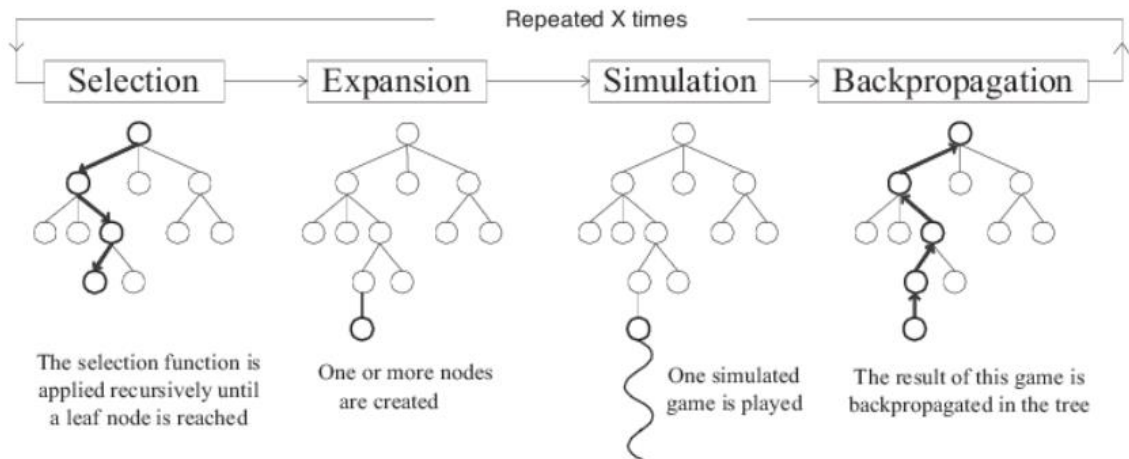 Repeated X times
Selection
Expansion
Simulation
Backpropagation
The selection function is
applied recursively until
a leaf node is reached
One or more nodes
are created
One simulated
game is played
The result of this game is
backpropagated in the tree